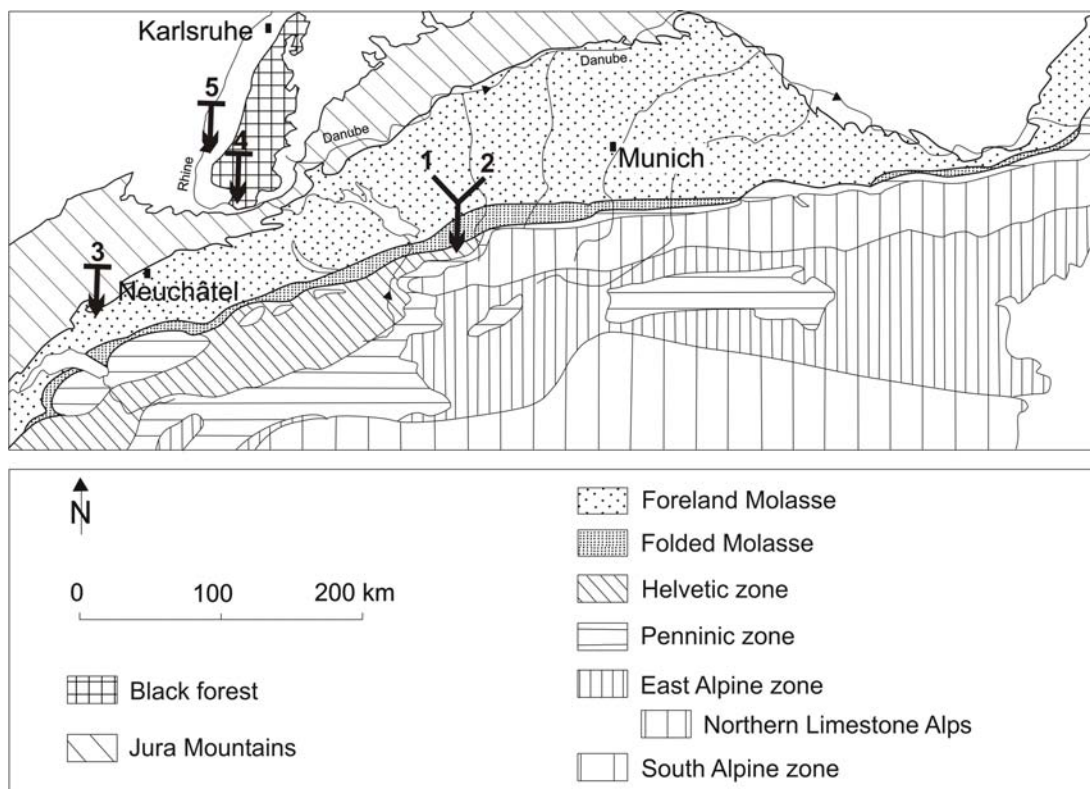 Karlsruhe
5
4
Rhine
Danube
Danube
Munich
1 2
3
Neuchâtel
N
0 100 200 km
Black forest
Jura Mountains
Foreland Molasse
Folded Molasse
Helvetic zone
Penninic zone
East Alpine zone
Northern Limestone Alps
South Alpine zone